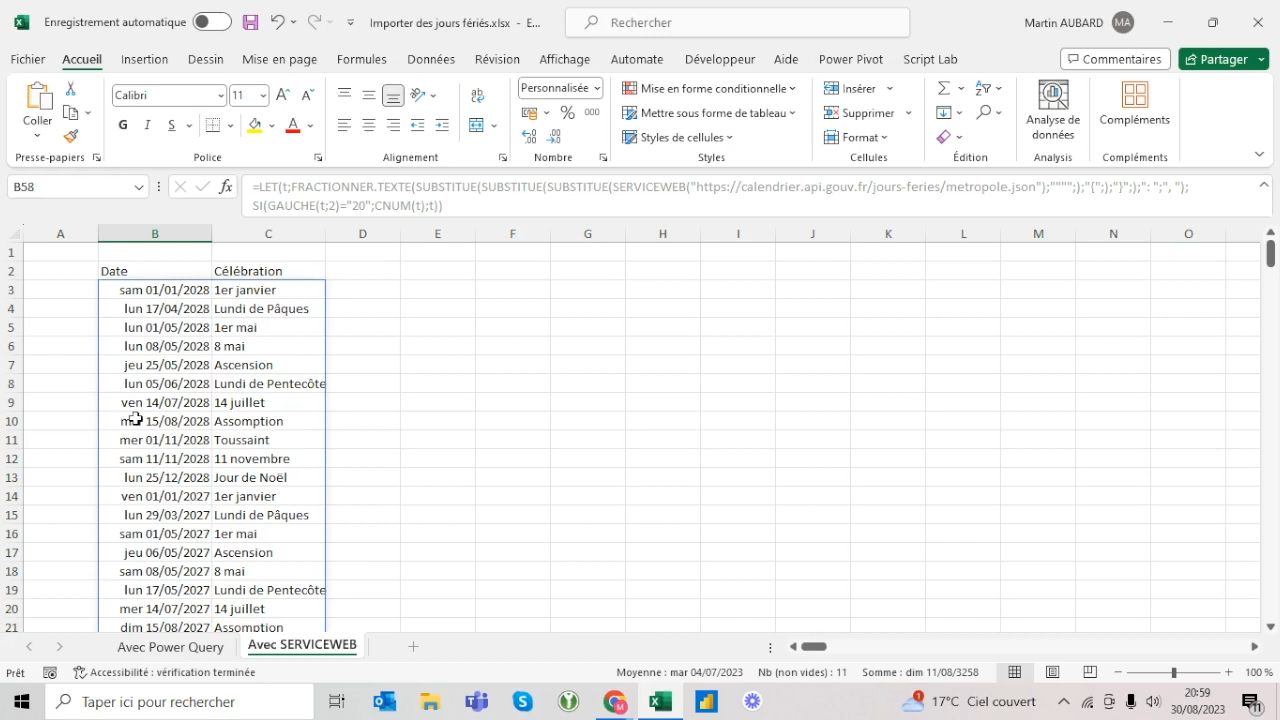 Enregistrement automatique
Importer des jours fériés.xlsx - E...
Rechercher
Martin AUBARD
MA
Fichier Accueil Insertion Dessin Mise en page Formules Données Révision Affichage Automate Développeur Aide Power Pivot Script Lab
Commentaires Partager
Coller
Presse-papiers
Calibri 11
G I S
Police
Alignement
Personnalisée
% 000
Nombre
Mise en forme conditionnelle
Mettre sous forme de tableau
Styles de cellules
Styles
Insérer
Supprimer
Format
Cellules
Édition
Analyse de
données
Analysis
Compléments
Compléments
B58
=LET(t;FRACTIONNER.TEXTE(SUBSTITUE(SUBSTITUE(SUBSTITUE(SERVICEWEB("https://calendrier.api.gouv.fr/jours-feries/metropole.json");"""";);"{";);"}";);": ";", ");
SI(GAUCHE(t;2)="20";CNUM(t);t))
A B C D E F G H I J K L M N O
1
2 Date Célébration
3 sam 01/01/2028 1er janvier
4 lun 17/04/2028 Lundi de Pâques
5 lun 01/05/2028 1er mai
6 lun 08/05/2028 8 mai
7 jeu 25/05/2028 Ascension
8 lun 05/06/2028 Lundi de Pentecôte
9 ven 14/07/2028 14 juillet
10 15/08/2028 Assomption
11 mer 01/11/2028 Toussaint
12 sam 11/11/2028 11 novembre
13 lun 25/12/2028 Jour de Noël
14 ven 01/01/2027 1er janvier
15 lun 29/03/2027 Lundi de Pâques
16 sam 01/05/2027 1er mai
17 jeu 06/05/2027 Ascension
18 sam 08/05/2027 8 mai
19 lun 17/05/2027 Lundi de Pentecôte
20 mer 14/07/2027 14 juillet
21 dim 15/08/2027 Assomption
Avec Power Query Avec SERVICEWEB
Prêt Accessibilité : vérification terminée Moyenne : mar 04/07/2023 Nb (non vides) : 11 Somme : dim 11/08/3258 100 %
Taper ici pour rechercher
17°C Ciel couvert
20:59
30/08/2023